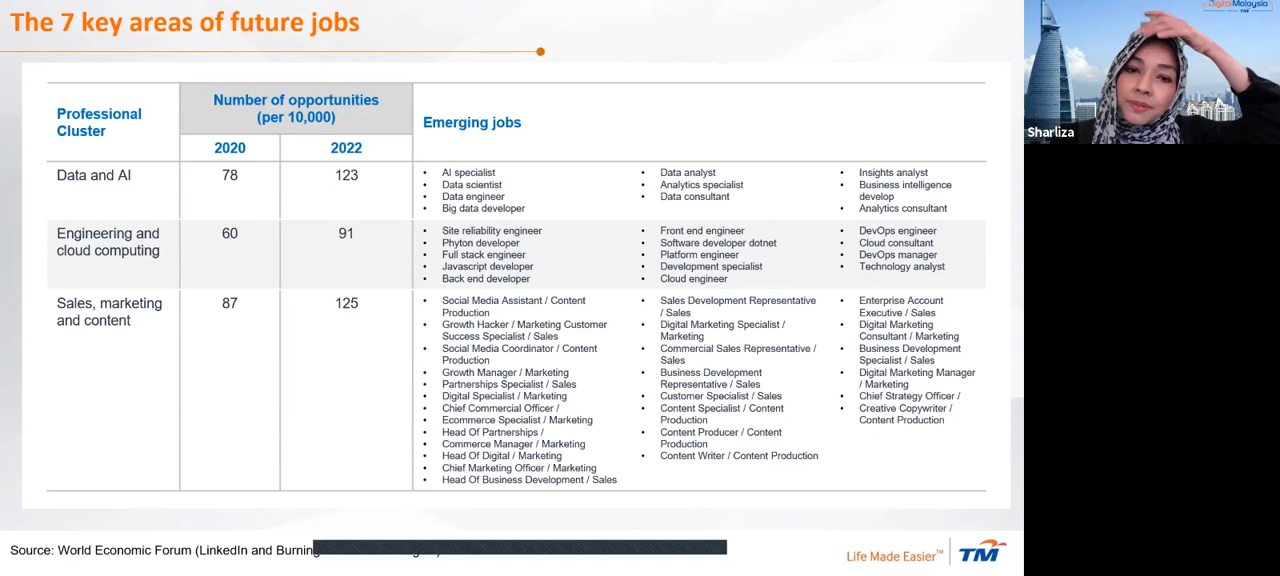 The 7 key areas of future jobs
Professional
Cluster
Number of opportunities
(per 10,000)
2020
2022
Emerging jobs
Data and AI
78
123
• AI specialist
• Data scientist
• Data engineer
• Big data developer
• Data analyst
• Analytics specialist
• Data consultant
• Insights analyst
• Business intelligence
develop
• Analytics consultant
Engineering and
cloud computing
60
91
• Site reliability engineer
• Phyton developer
• Full stack engineer
• Javascript developer
• Back end developer
• Front end engineer
• Software developer dotnet
• Platform engineer
• Development specialist
• Cloud engineer
• DevOps engineer
• Cloud consultant
• DevOps manager
• Technology analyst
Sales, marketing
and content
87
125
• Social Media Assistant / Content
Production
• Growth Hacker / Marketing Customer
• Success Specialist / Sales
• Social Media Coordinator / Content
Production
• Growth Manager / Marketing
• Partnerships Specialist / Sales
• Digital Specialist / Marketing
• Chief Commercial Officer /
• Ecommerce Specialist / Marketing
• Head Of Partnerships /
• Commerce Manager / Marketing
• Head Of Digital / Marketing
• Chief Marketing Officer / Marketing
• Head Of Business Development / Sales
• Sales Development Representative
/ Sales
• Digital Marketing Specialist /
Marketing
• Commercial Sales Representative /
Sales
• Business Development
Representative / Sales
• Customer Specialist / Sales
• Content Specialist / Content
Production
• Content Producer / Content
Production
• Content Writer / Content Production
• Enterprise Account
Executive / Sales
• Digital Marketing
Consultant / Marketing
• Business Development
Specialist / Sales
• Digital Marketing Manager
/ Marketing
• Chief Strategy Officer /
• Creative Copywriter /
Content Production
Source: World Economic Forum (LinkedIn and Burning
Life Made Easier™
TM
Digital Malaysia
TM
Sharliza